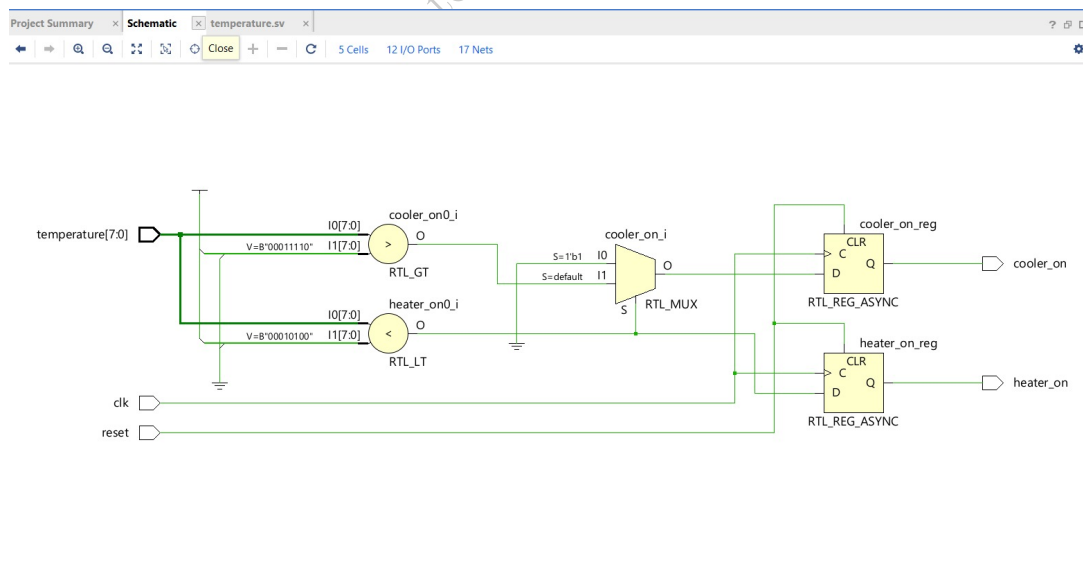 Project Summary × Schematic × temperature.sv ×
Close 5 Cells 12 I/O Ports 17 Nets
temperature[7:0]
cooler_on0_i
I0[7:0]
O
V=B"00011110" I1[7:0]
>
RTL_GT
heater_on0_i
I0[7:0]
O
V=B"00010100" I1[7:0]
<
RTL_LT
cooler_on_i
S=1'b1 I0
S=default I1
O
S
RTL_MUX
cooler_on_reg
CLR
C
D
Q
RTL_REG_ASYNC
cooler_on
heater_on_reg
CLR
C
D
Q
RTL_REG_ASYNC
heater_on
clk
reset